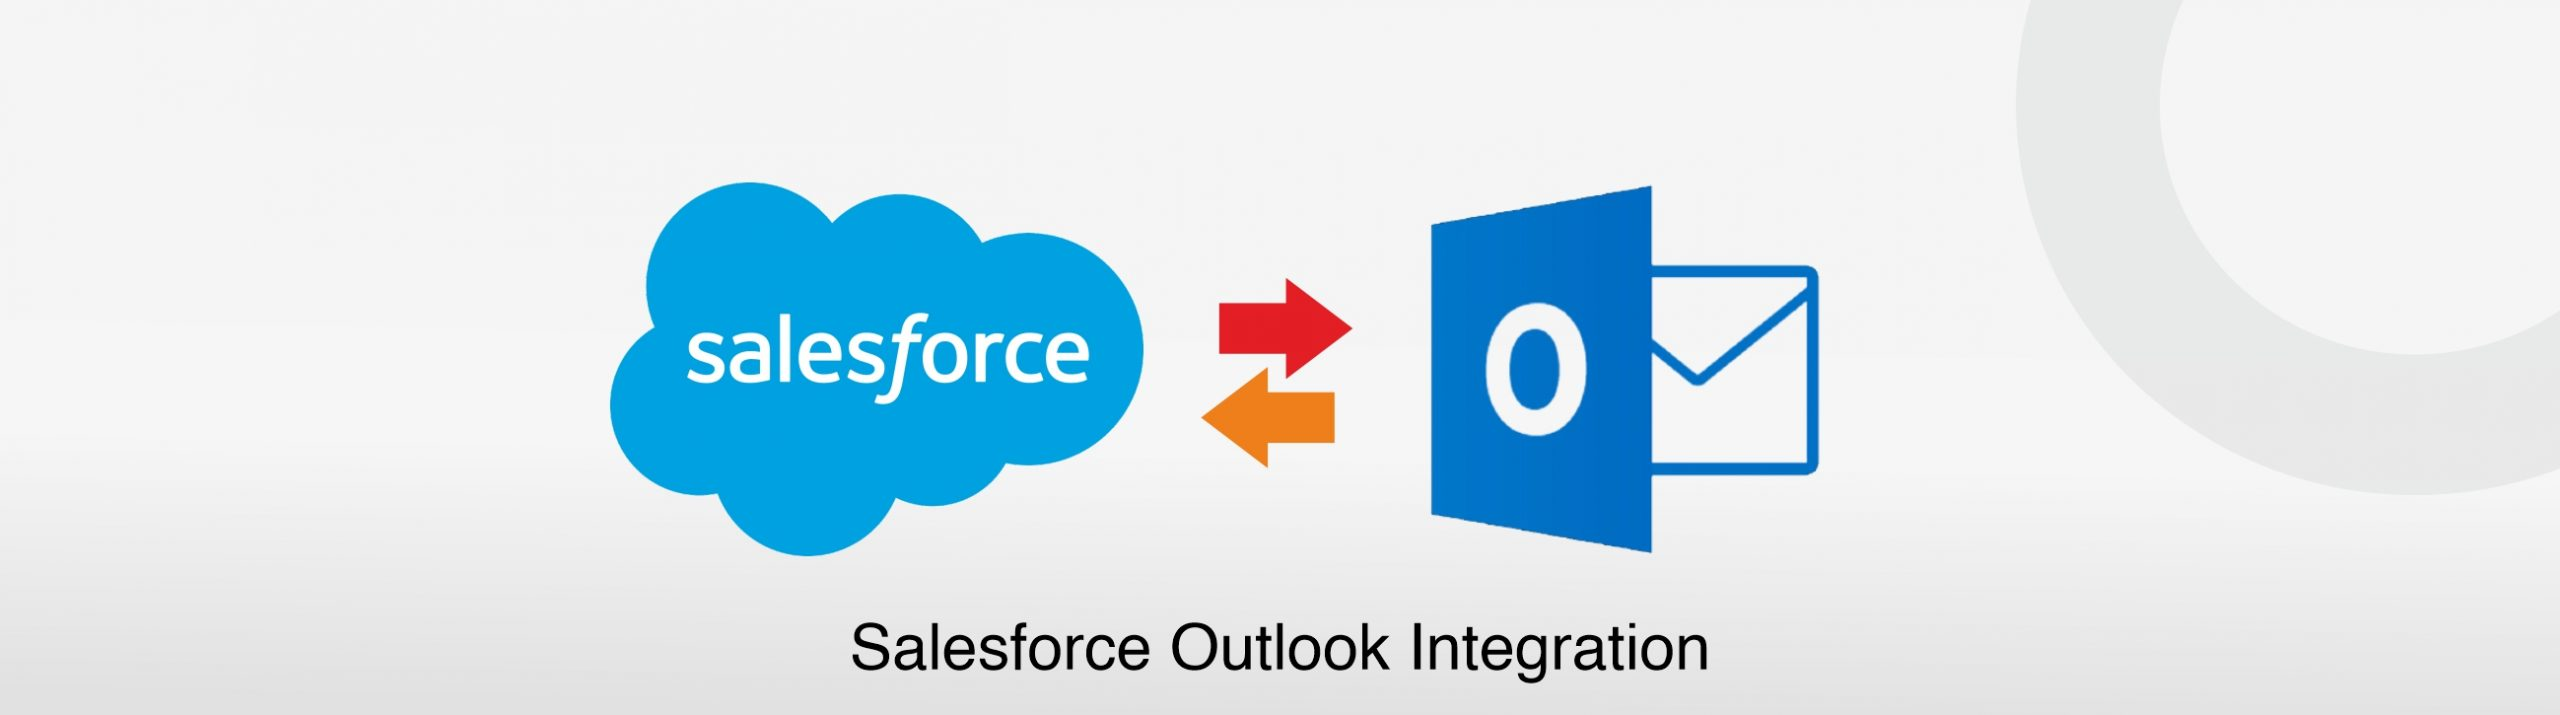 salesforce
O
Salesforce Outlook Integration